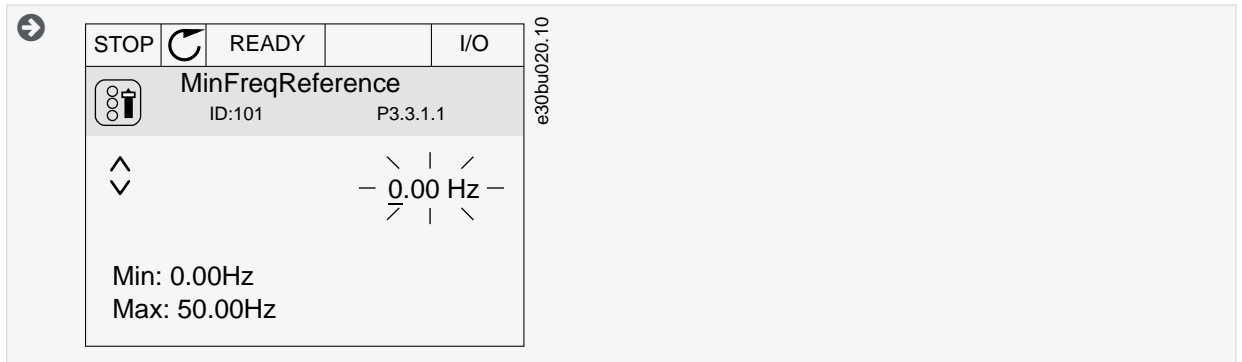 STOP READY I/O
MinFreqReference
ID:101 P3.3.1.1
0.00 Hz
Min: 0.00Hz
Max: 50.00Hz
e30bu020.10